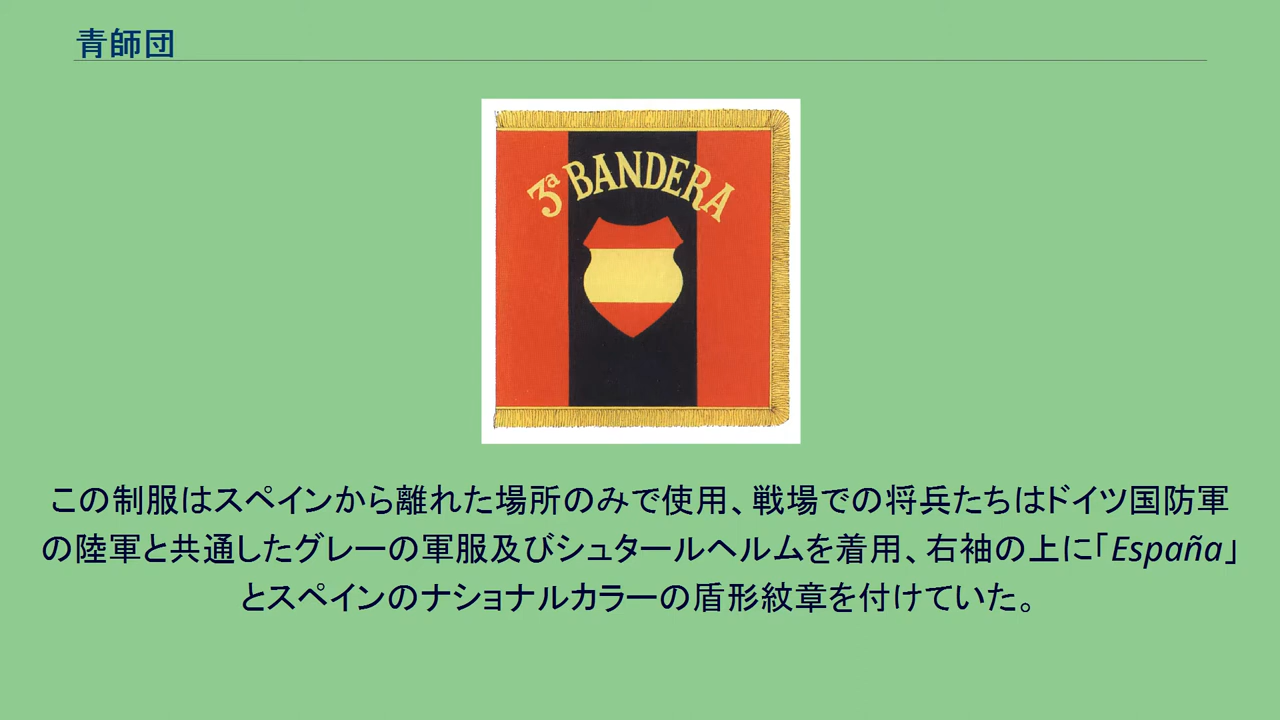 青師団
3ª BANDERA
この制服はスペインから離れた場所のみで使用、戦場での将兵たちはドイツ国防軍
の陸軍と共通したグレーの軍服及びシュタールヘルムを着用、右袖の上に「España」
とスペインのナショナルカラーの盾形紋章を付けていた。